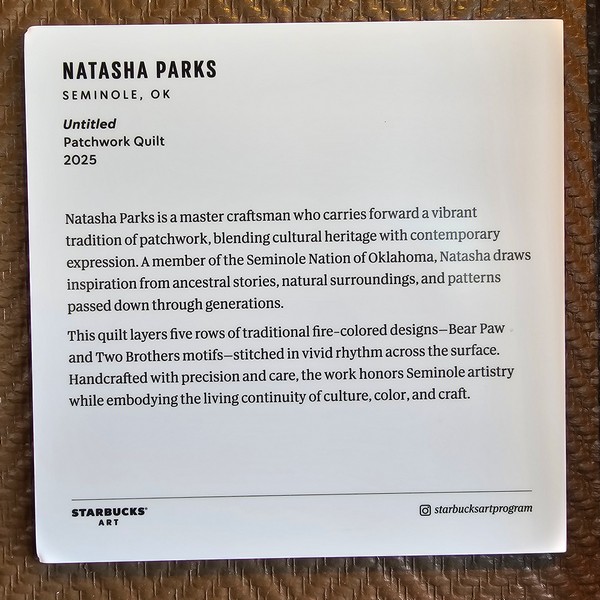 NATASHA PARKS
SEMINOLE, OK
Untitled
Patchwork Quilt
2025
Natasha Parks is a master craftsman who carries forward a vibrant
tradition of patchwork, blending cultural heritage with contemporary
expression. A member of the Seminole Nation of Oklahoma, Natasha draws
inspiration from ancestral stories, natural surroundings, and patterns
passed down through generations.
This quilt layers five rows of traditional fire-colored designs—Bear Paw
and Two Brothers motifs—stitched in vivid rhythm across the surface.
Handcrafted with precision and care, the work honors Seminole artistry
while embodying the living continuity of culture, color, and craft.
STARBUCKS®
ART
starbucksartprogram